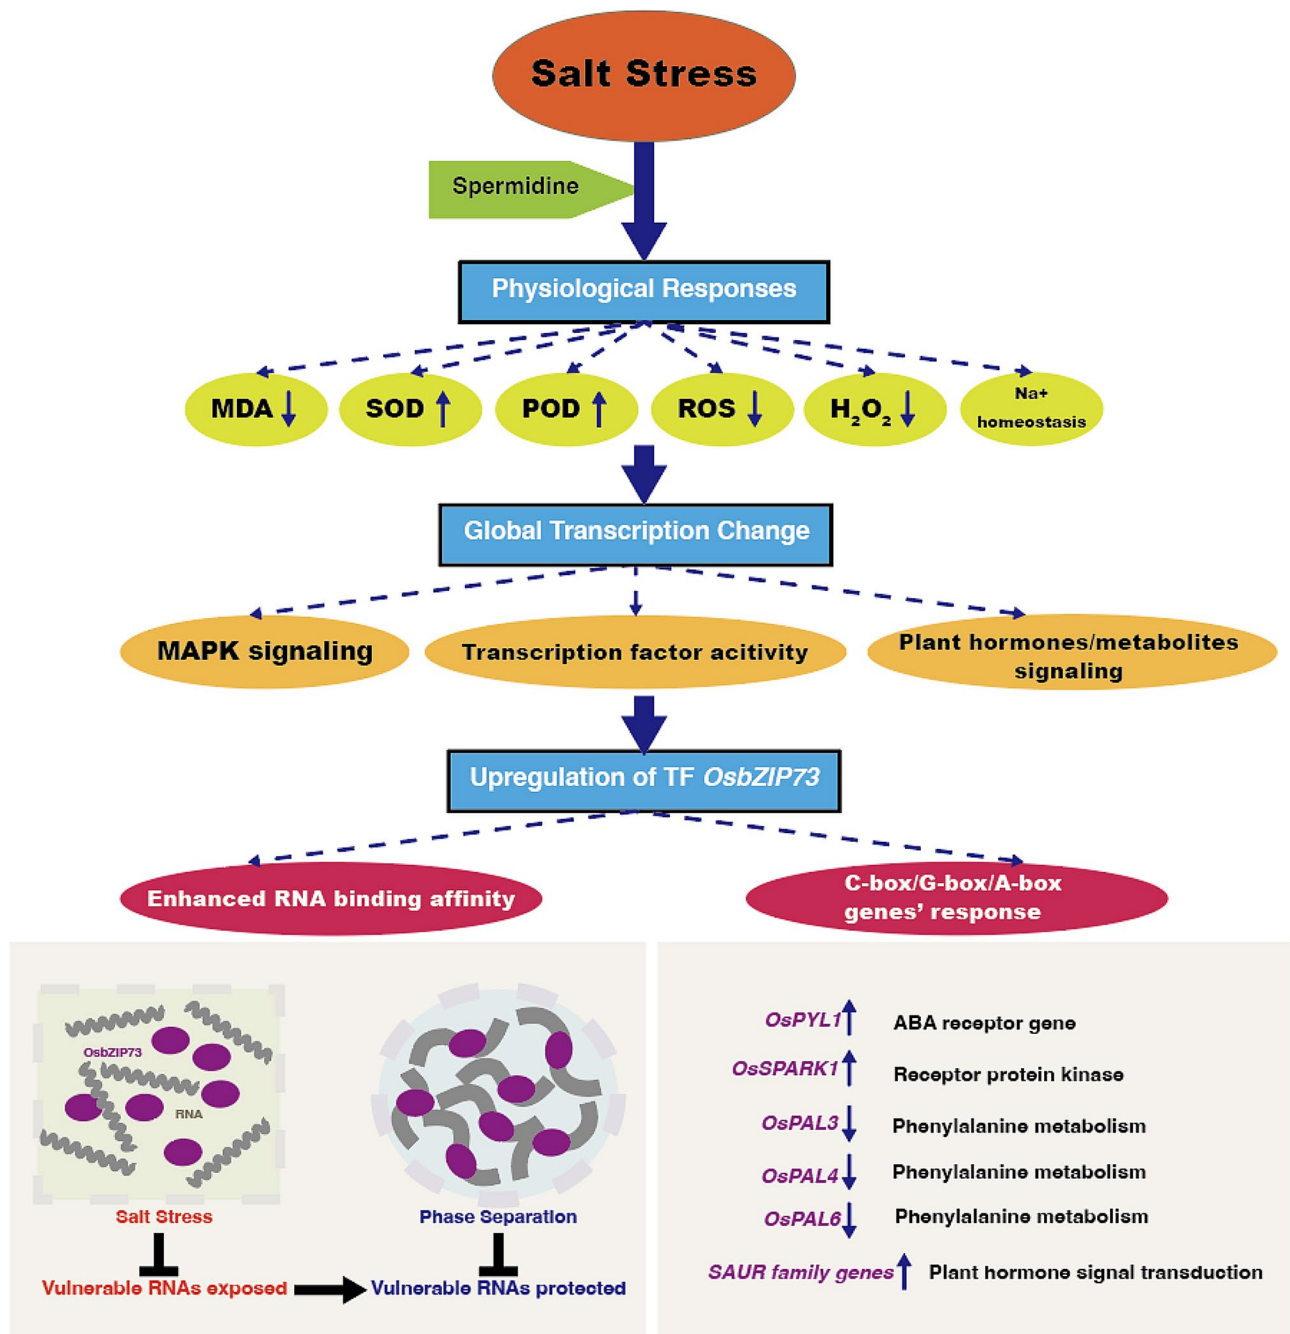 Salt Stress
Spermidine
Physiological Responses
MDA ↓
SOD ↑
POD ↑
ROS ↓
H₂O₂ ↓
Na+
homeostasis
Global Transcription Change
MAPK signaling
Transcription factor acitivity
Plant hormones/metabolites
signaling
Upregulation of TF OsbZIP73
Enhanced RNA binding affinity
C-box/G-box/A-box
genes’ response
OsbZIP73
RNA
Salt Stress
Phase Separation
Vulnerable RNAs exposed
Vulnerable RNAs protected
OsPYL1↑ ABA receptor gene
OsSPARK1↑ Receptor protein kinase
OsPAL3↓ Phenylalanine metabolism
OsPAL4↓ Phenylalanine metabolism
OsPAL6↓ Phenylalanine metabolism
SAUR family genes↑ Plant hormone signal transduction